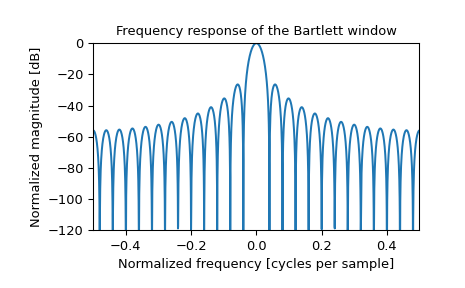 Frequency response of the Bartlett window
Normalized magnitude [dB]
0
−20
−40
−60
−80
−100
−120
−0.4 −0.2 0.0 0.2 0.4
Normalized frequency [cycles per sample]